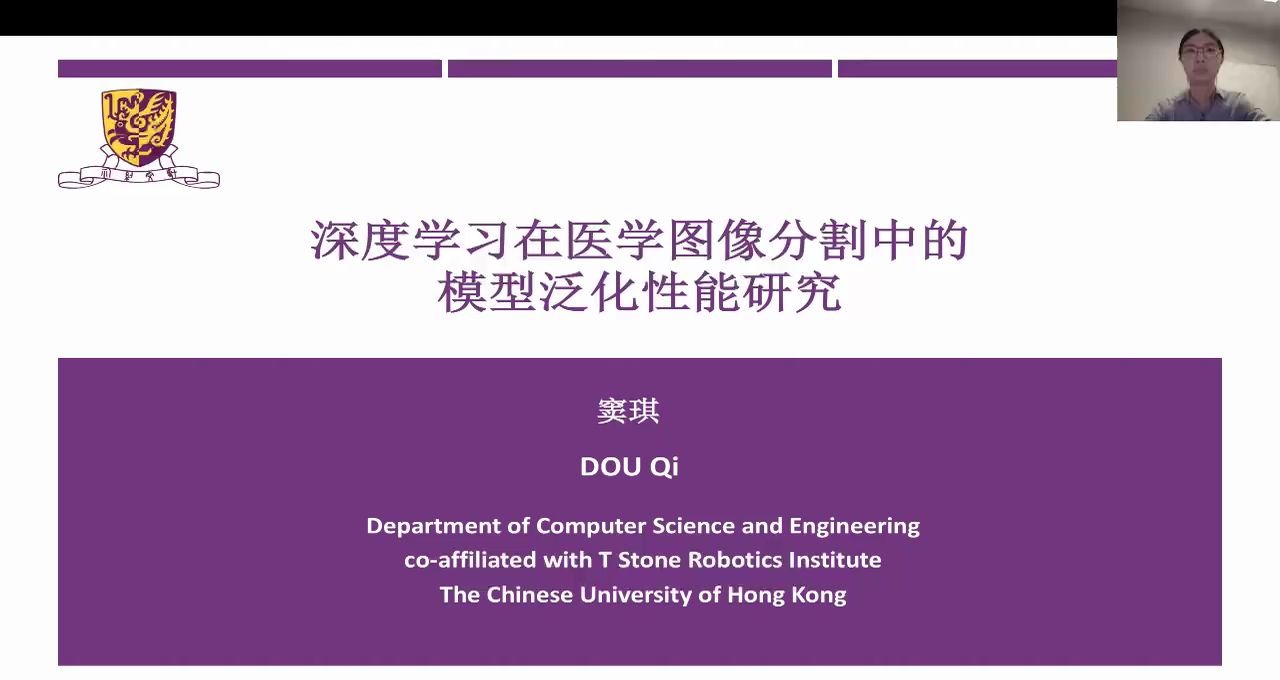 深度学习在医学图像分割中的
模型泛化性能研究
窦琪
DOU Qi
Department of Computer Science and Engineering
co-affiliated with T Stone Robotics Institute
The Chinese University of Hong Kong